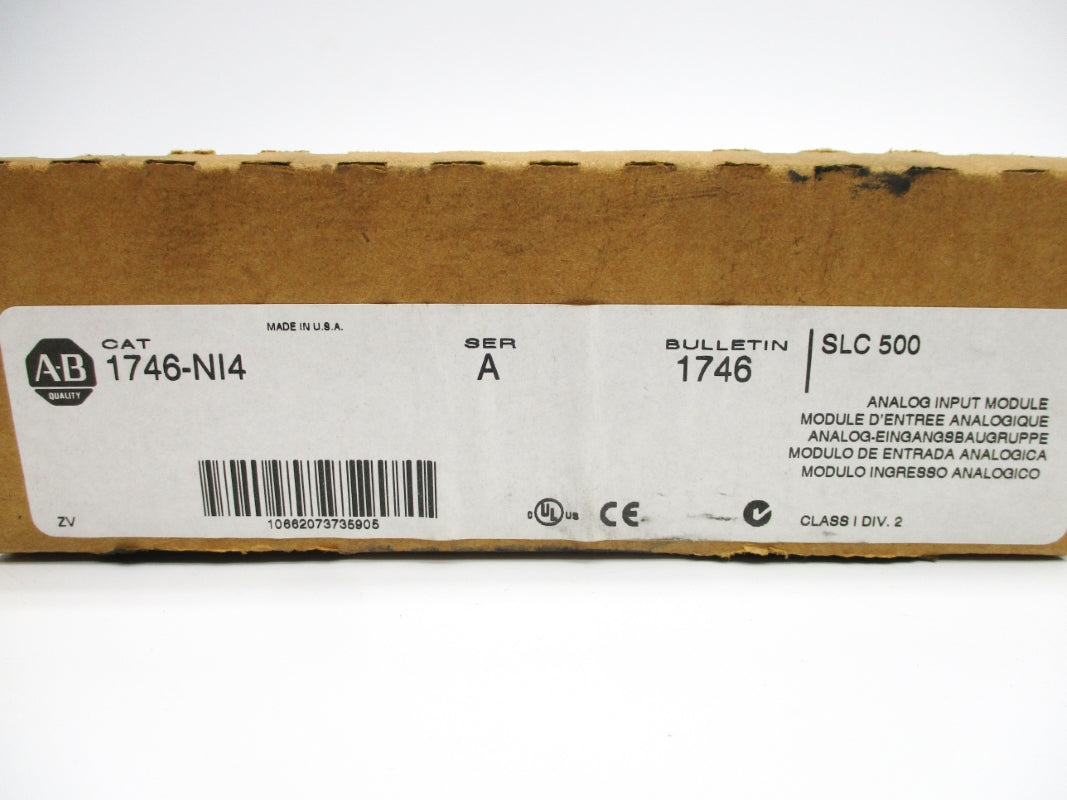 MADE IN U.S.A.
A-B
QUALITY
CAT
1746-NI4
SER
A
BULLETIN
1746
SLC 500
ANALOG INPUT MODULE
MODULE D'ENTREE ANALOGIQUE
ANALOG-EINGANGSBAUGRUPPE
MODULO DE ENTRADA ANALOGICA
MODULO INGRESSO ANALOGICO
ZV
10662073735905
C UL US
CE
CLASS I DIV. 2